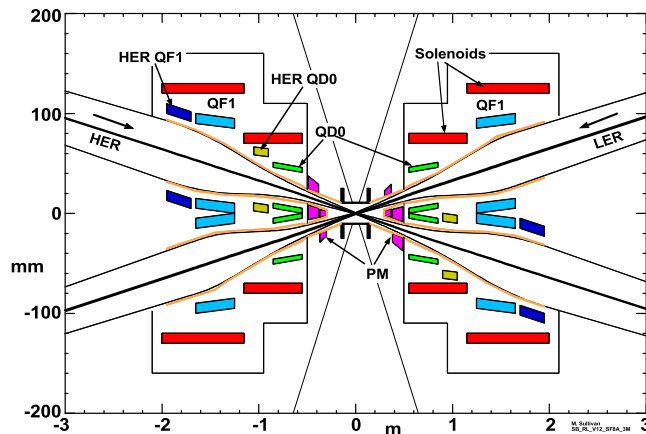 200
HER QF1
HER QD0
Solenoids
QF1
QF1
100
QD0
HER
LER
0
mm
PM
-100
-200
-3
-2
-1
0
m
1
2
3
M. Sullivan
SB_RL_V12_SF8A_3M